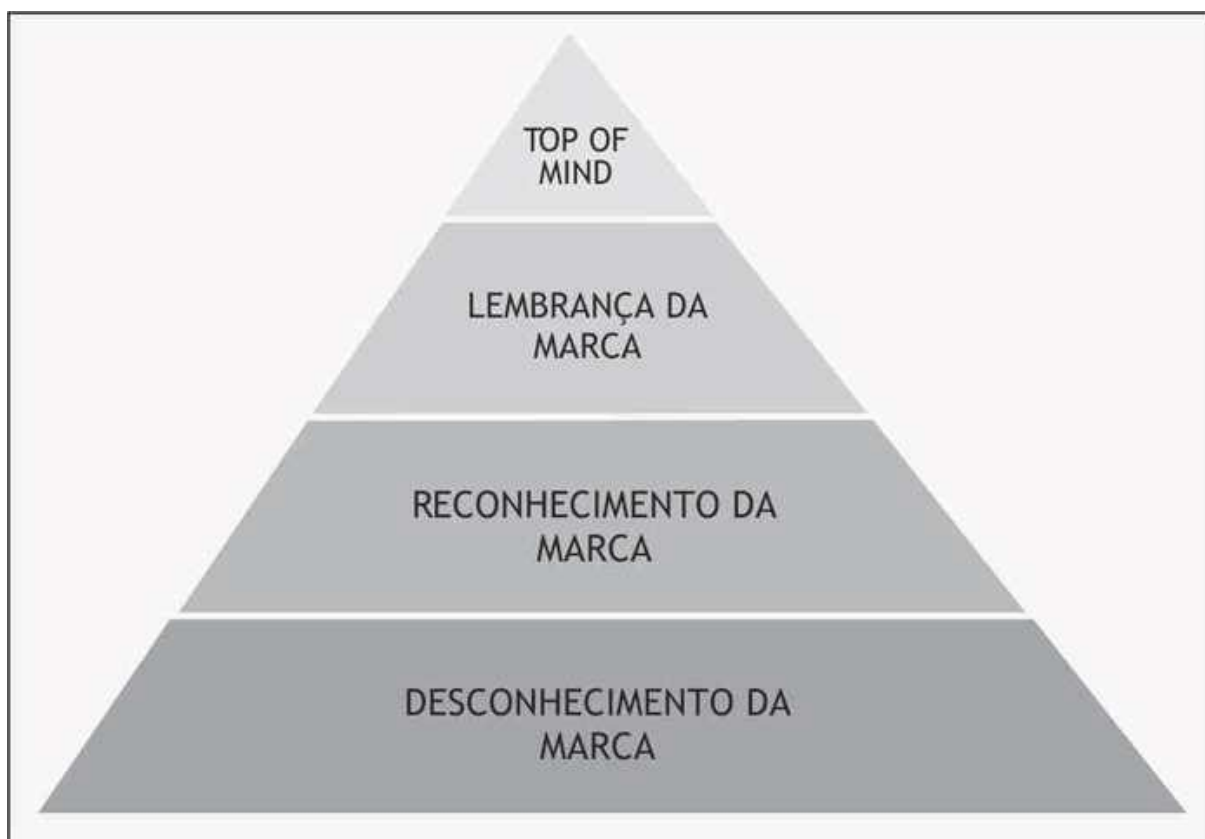 TOP OF
MIND
LEMBRANÇA DA
MARCA
RECONHECIMENTO DA
MARCA
DESCONHECIMENTO DA
MARCA